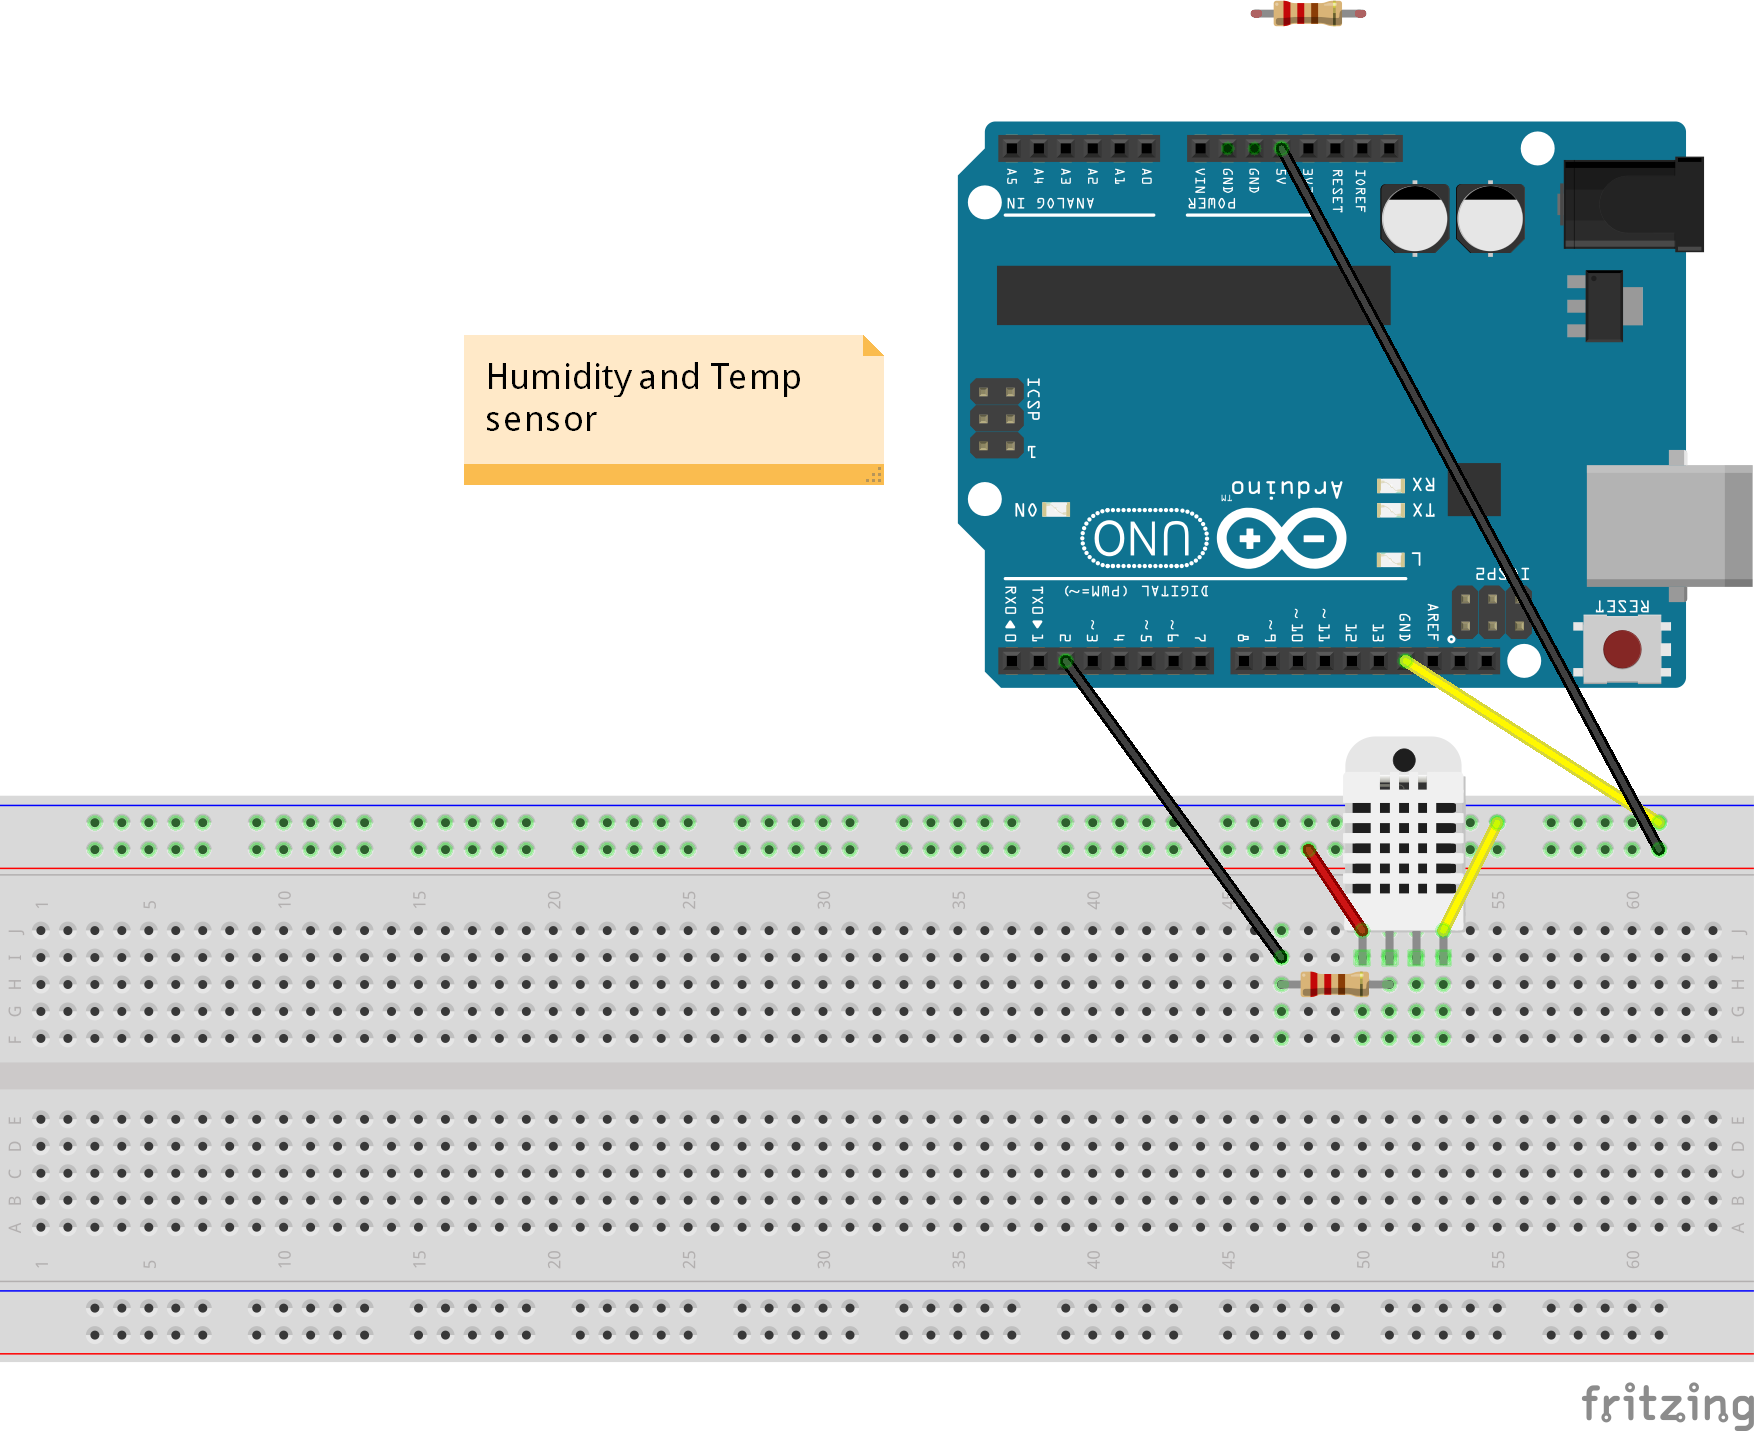 A5 A4 A3 A2 A1 A0
VIN GND GND 5V RESET IOREF
ANALOG IN
POWER
Humidity and Temp
sensor
ICSP
1
Arduino™
RX
TX
ON
UNO
L
ICSP2
RESET
DIGITAL (PWM=~)
RX0 TX0
0 1 2 ~3 4 ~5 ~6 7 8 ~9 ~10 ~11 12 13 GND AREF
1 5 10 15 20 25 30 35 40 45 50 55 60
J J
I I
H H
G G
F F
E E
D D
C C
B B
A A
1 5 10 15 20 25 30 35 40 45 50 55 60
fritzing